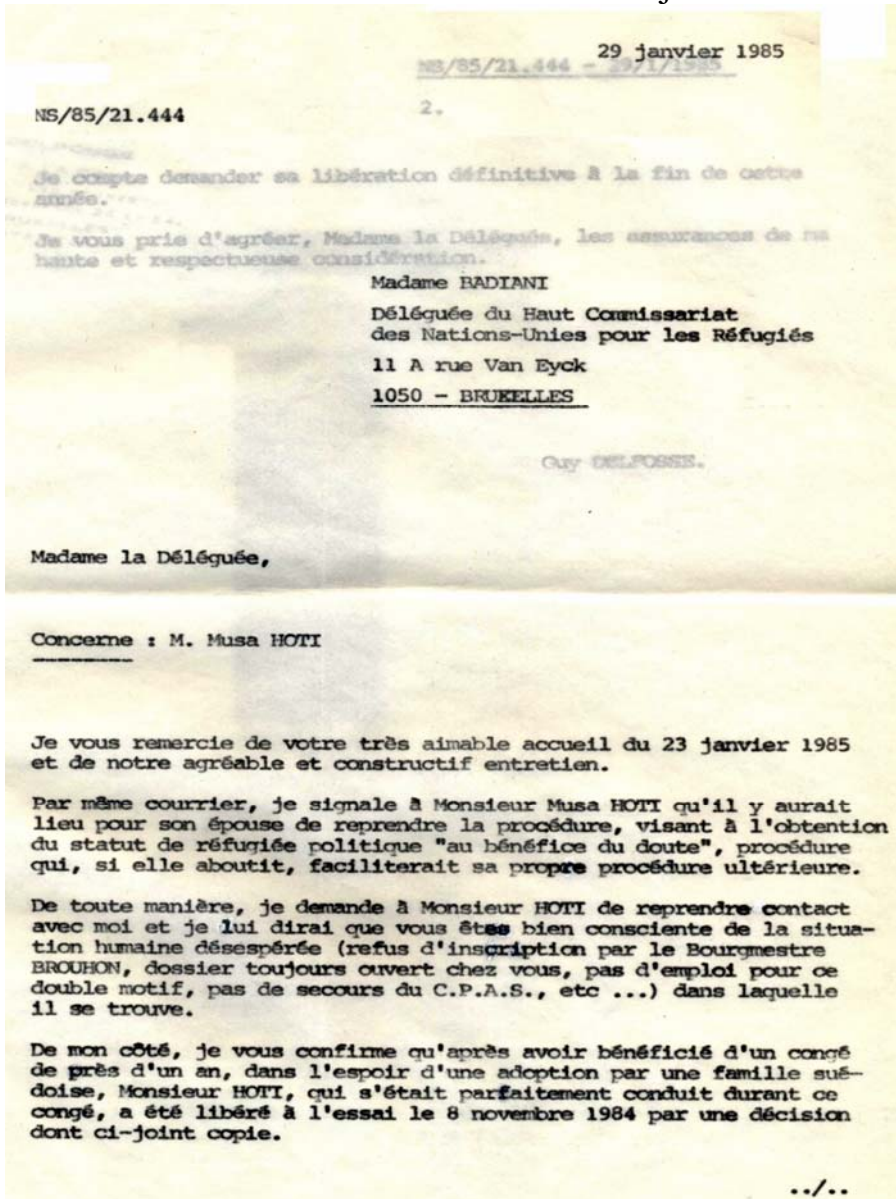 29 janvier 1985
NS/85/21.444 - 29/1/1985
NS/85/21.444
2.
Je compte demander sa libération définitive à la fin de cette
année.
Je vous prie d'agréer, Madame la Déléguée, les assurances de ma
haute et respectueuse considération.
Madame BADIANI
Déléguée du Haut Commissariat
des Nations-Unies pour les Réfugiés
11 A rue Van Eyck
1050 - BRUXELLES
Guy DELFOSSE.
Madame la Déléguée,
Concerne : M. Musa HOTI
Je vous remercie de votre très aimable accueil du 23 janvier 1985
et de notre agréable et constructif entretien.
Par même courrier, je signale à Monsieur Musa HOTI qu'il y aurait
lieu pour son épouse de reprendre la procédure, visant à l'obtention
du statut de réfugiée politique "au bénéfice du doute", procédure
qui, si elle aboutit, faciliterait sa propre procédure ultérieure.
De toute manière, je demande à Monsieur HOTI de reprendre contact
avec moi et je lui dirai que vous êtes bien consciente de la situa-
tion humaine désespérée (refus d'inscription par le Bourgmestre
BROUHON, dossier toujours ouvert chez vous, pas d'emploi pour ce
double motif, pas de secours du C.P.A.S., etc ...) dans laquelle
il se trouve.
De mon côté, je vous confirme qu'après avoir bénéficié d'un congé
de près d'un an, dans l'espoir d'une adoption par une famille sué-
doise, Monsieur HOTI, qui s'était parfaitement conduit durant ce
congé, a été libéré à l'essai le 8 novembre 1984 par une décision
dont ci-joint copie.
../..